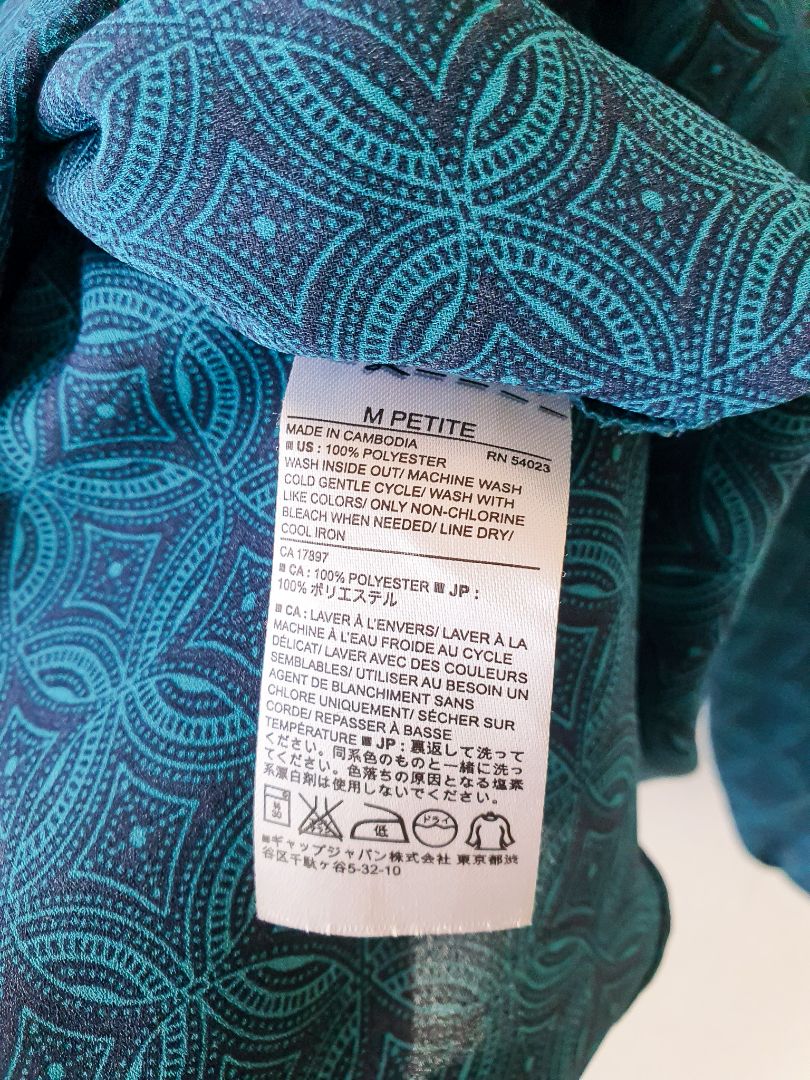 M PETITE
MADE IN CAMBODIA RN 54023
US : 100% POLYESTER
WASH INSIDE OUT/ MACHINE WASH
COLD GENTLE CYCLE/ WASH WITH
LIKE COLORS/ ONLY NON-CHLORINE
BLEACH WHEN NEEDED/ LINE DRY/
COOL IRON
CA 17897
CA : 100% POLYESTER JP :
100% ポリエステル
CA : LAVER À L'ENVERS/ LAVER À LA
MACHINE À L'EAU FROIDE AU CYCLE
DÉLICAT/ LAVER AVEC DES COULEURS
SEMBLABLES/ UTILISER AU BESOIN UN
AGENT DE BLANCHIMENT SANS
CHLORE UNIQUEMENT/ SÉCHER SUR
CORDE/ REPASSER À BASSE
TEMPÉRATURE JP : 裏返して洗って
ください。同系色のものと一緒に洗っ
てください。色落ちの原因となる塩素
系漂白剤は使用しないでください。
低 ドライ
ギャップジャパン株式会社 東京都渋
谷区千駄ヶ谷5-32-10